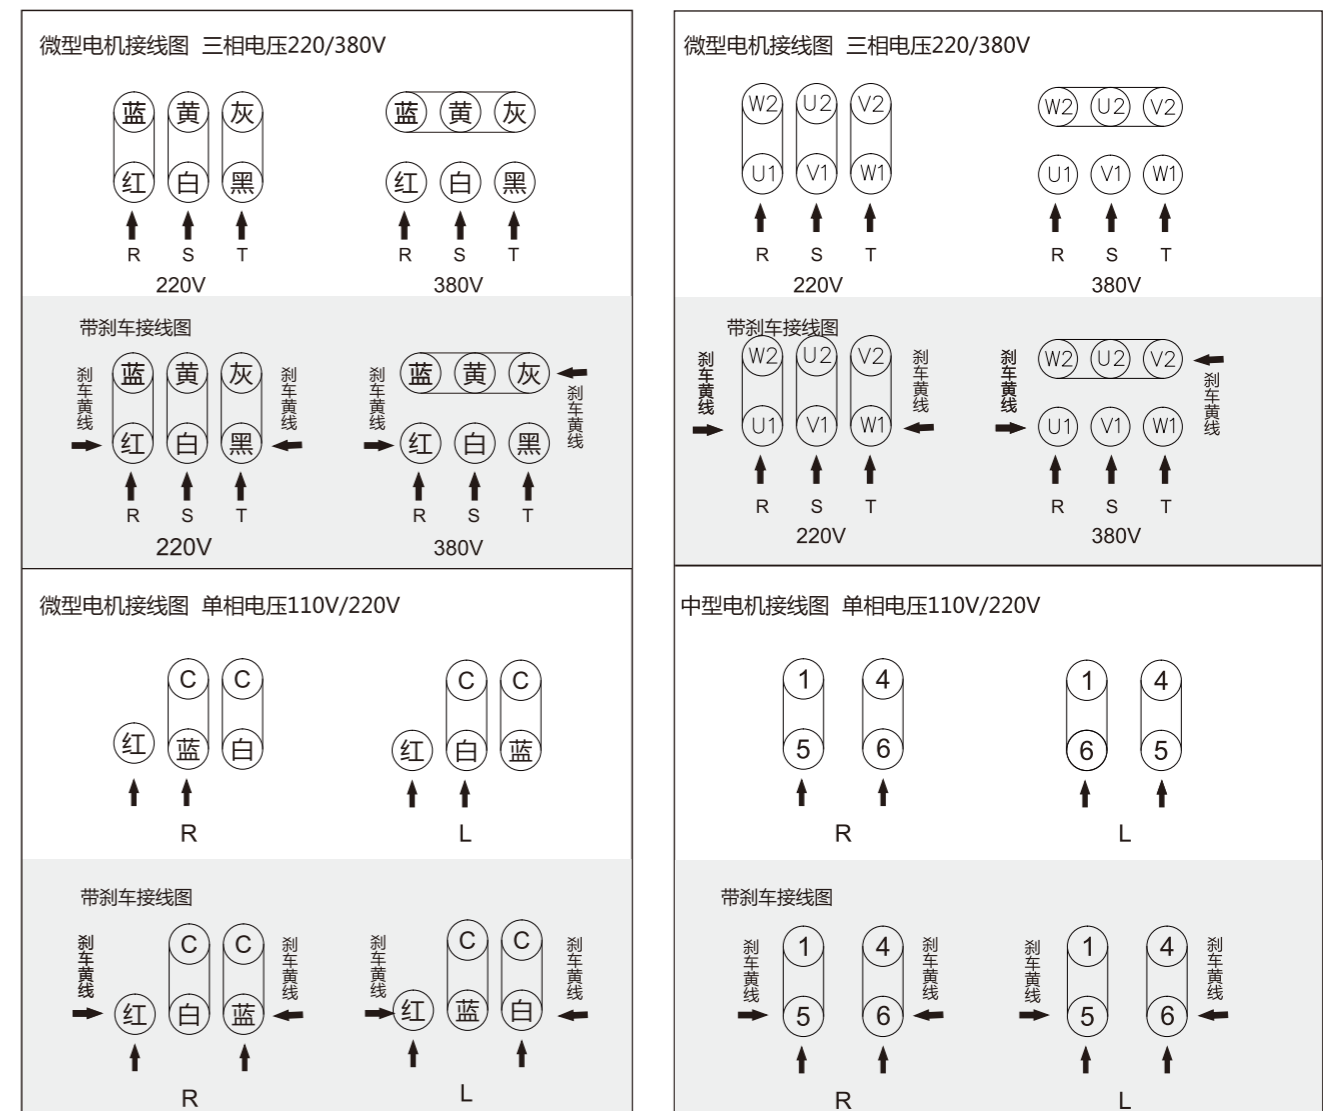 微型电机接线图 三相电压220/380V
蓝 黄 灰 蓝 黄 灰
红 白 黑 红 白 黑
R S T R S T
220V 380V
带刹车接线图
蓝 黄 灰 蓝 黄 灰
刹车黄线 刹车黄线 刹车黄线 刹车黄线
红 白 黑 红 白 黑
R S T R S T
220V 380V
微型电机接线图 单相电压110V/220V
C C C C
红 蓝 白 红 白 蓝
R L
带刹车接线图
C C C C
刹车黄线 刹车黄线 刹车黄线 刹车黄线
红 白 蓝 红 蓝 白
R L
微型电机接线图 三相电压220/380V
W2 U2 V2 W2 U2 V2
U1 V1 W1 U1 V1 W1
R S T R S T
220V 380V
带刹车接线图
W2 U2 V2 W2 U2 V2
刹车黄线 刹车黄线 刹车黄线 刹车黄线
U1 V1 W1 U1 V1 W1
R S T R S T
220V 380V
中型电机接线图 单相电压110V/220V
1 4 1 4
5 6 6 5
R L
带刹车接线图
1 4 1 4
刹车黄线 刹车黄线 刹车黄线 刹车黄线
5 6 5 6
R L